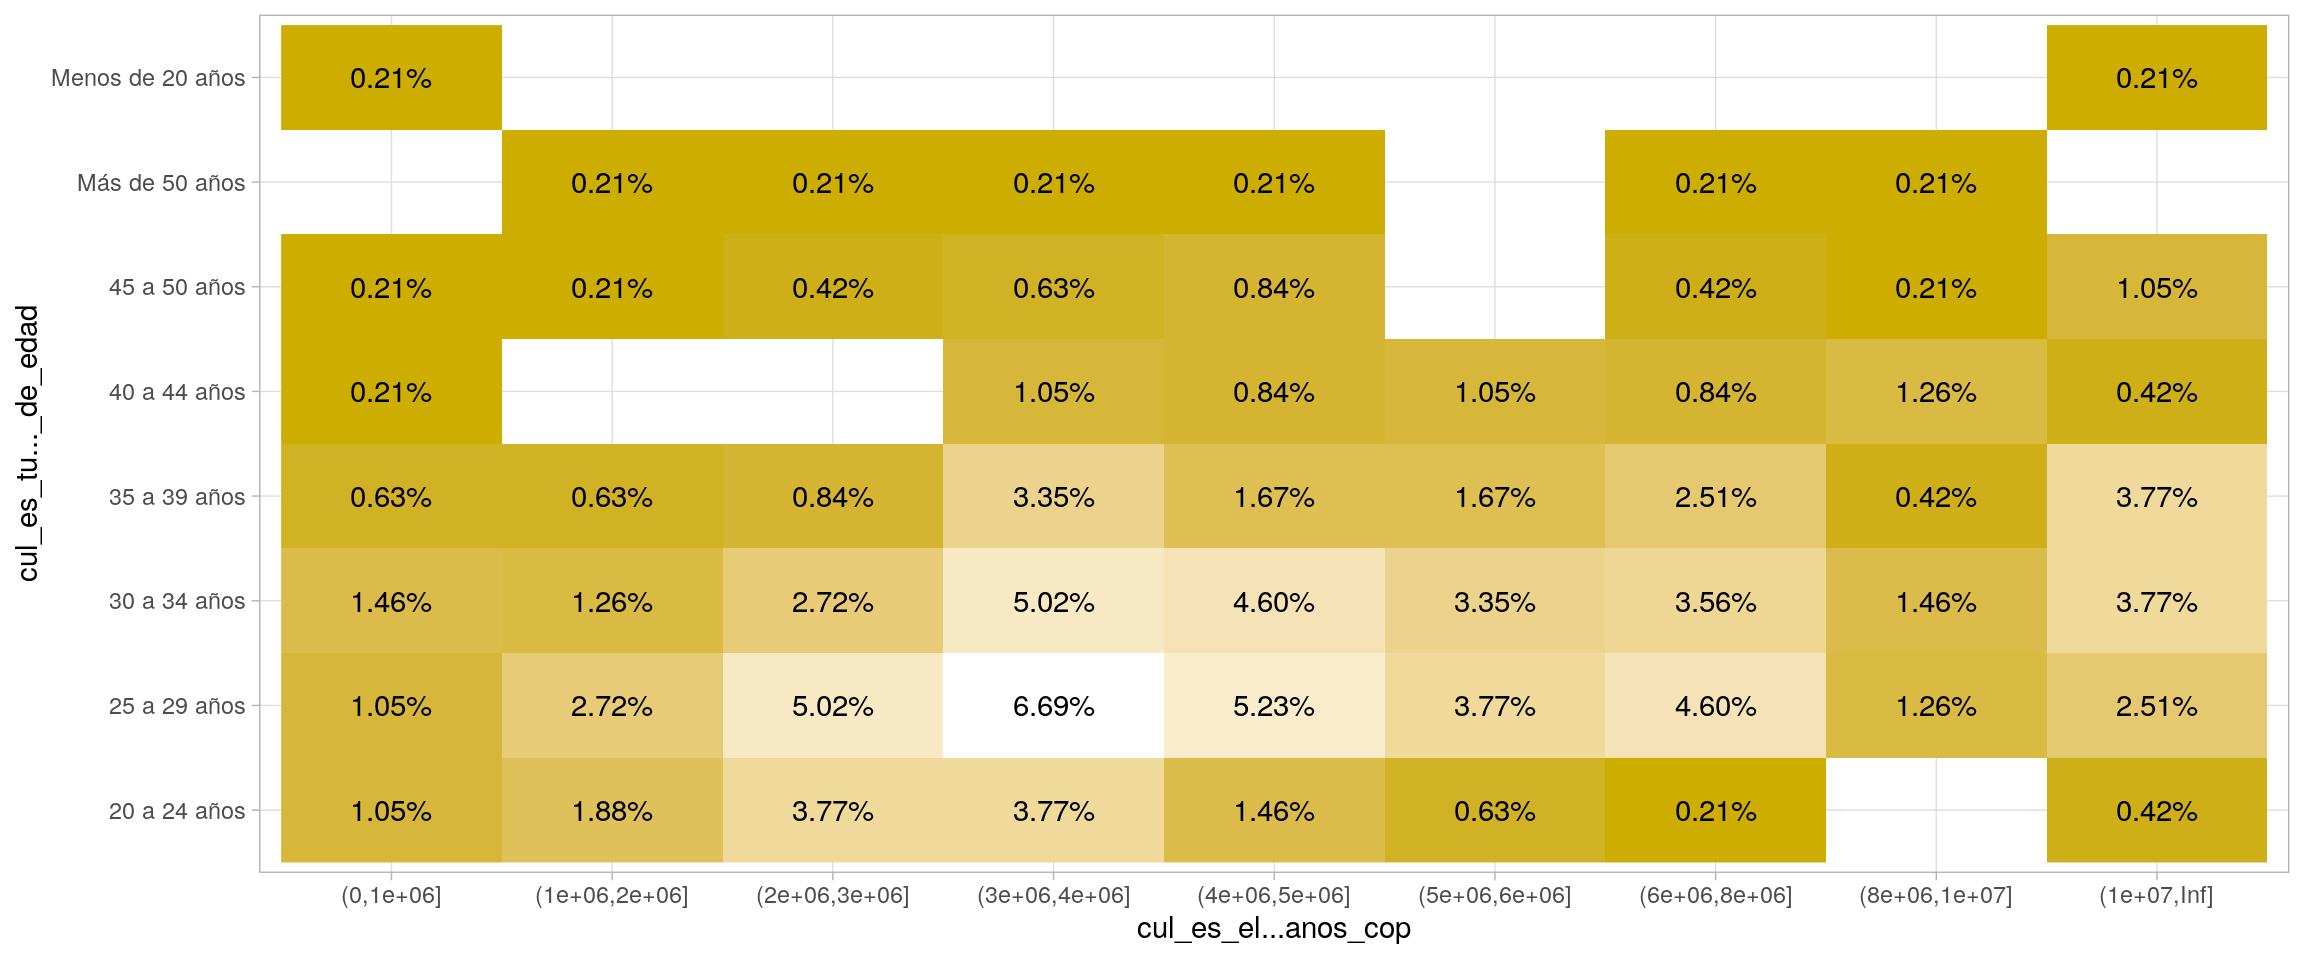 Menos de 20 años 0.21% 0.21%
Más de 50 años 0.21% 0.21% 0.21% 0.21% 0.21% 0.21%
45 a 50 años 0.21% 0.21% 0.42% 0.63% 0.84% 0.42% 0.21% 1.05%
40 a 44 años 0.21% 1.05% 0.84% 1.05% 0.84% 1.26% 0.42%
35 a 39 años 0.63% 0.63% 0.84% 3.35% 1.67% 1.67% 2.51% 0.42% 3.77%
30 a 34 años 1.46% 1.26% 2.72% 5.02% 4.60% 3.35% 3.56% 1.46% 3.77%
25 a 29 años 1.05% 2.72% 5.02% 6.69% 5.23% 3.77% 4.60% 1.26% 2.51%
20 a 24 años 1.05% 1.88% 3.77% 3.77% 1.46% 0.63% 0.21% 0.42%
(0,1e+06] (1e+06,2e+06] (2e+06,3e+06] (3e+06,4e+06] (4e+06,5e+06] (5e+06,6e+06] (6e+06,8e+06] (8e+06,1e+07] (1e+07,Inf]
cul_es_el...anos_cop
cul_es_tu..._de_edad